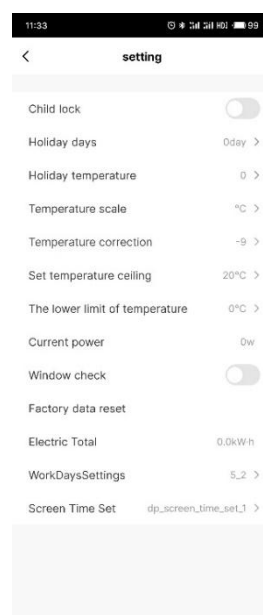 11:33 HD 99
setting
Child lock
Holiday days 0day >
Holiday temperature 0 >
Temperature scale °C >
Temperature correction -9 >
Set temperature ceiling 20°C >
The lower limit of temperature 0°C >
Current power 0w
Window check
Factory data reset
Electric Total 0.0kW·h
WorkDaysSettings 5_2 >
Screen Time Set dp_screen_time_set_1 >